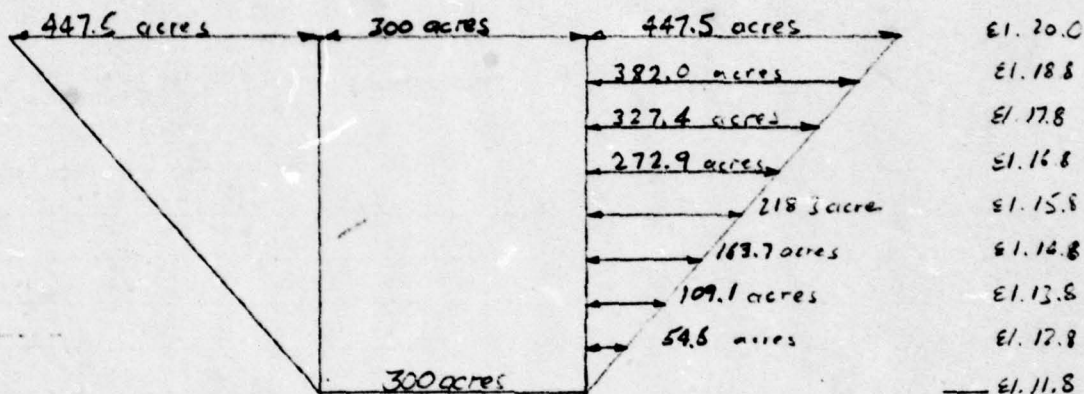 447.5 acres 300 acres 447.5 acres El. 20.0
382.0 acres El. 18.8
327.4 acres El. 17.8
272.9 acres El. 16.8
218 3 acres El. 15.8
163.7 acres El. 14.8
109.1 acres El. 13.8
54.6 acres El. 12.8
300 acres El. 11.8